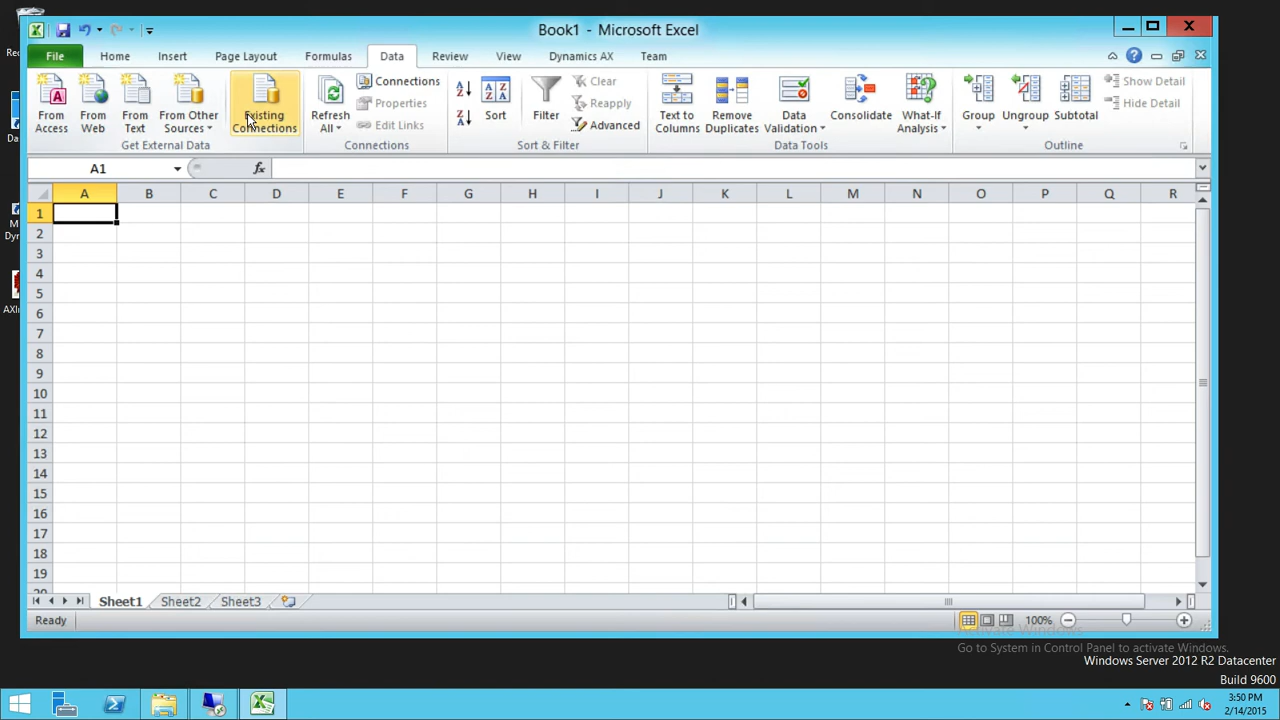 Book1 - Microsoft Excel
File Home Insert Page Layout Formulas Data Review View Dynamics AX Team
From Access
From Web
From Text
From Other Sources
Existing Connections
Get External Data
Refresh All
Connections
Properties
Edit Links
Connections
Sort
Filter
Clear
Reapply
Advanced
Sort & Filter
Text to Columns
Remove Duplicates
Data Validation
Consolidate
What-If Analysis
Data Tools
Group
Ungroup
Subtotal
Show Detail
Hide Detail
Outline
A1 fx
A B C D E F G H I J K L M N O P Q R
1
2
3
4
5
6
7
8
9
10
11
12
13
14
15
16
17
18
19
Sheet1 Sheet2 Sheet3
Ready 100%
Activate Windows
Go to System in Control Panel to activate Windows.
Windows Server 2012 R2 Datacenter
Build 9600
3:50 PM
2/14/2015